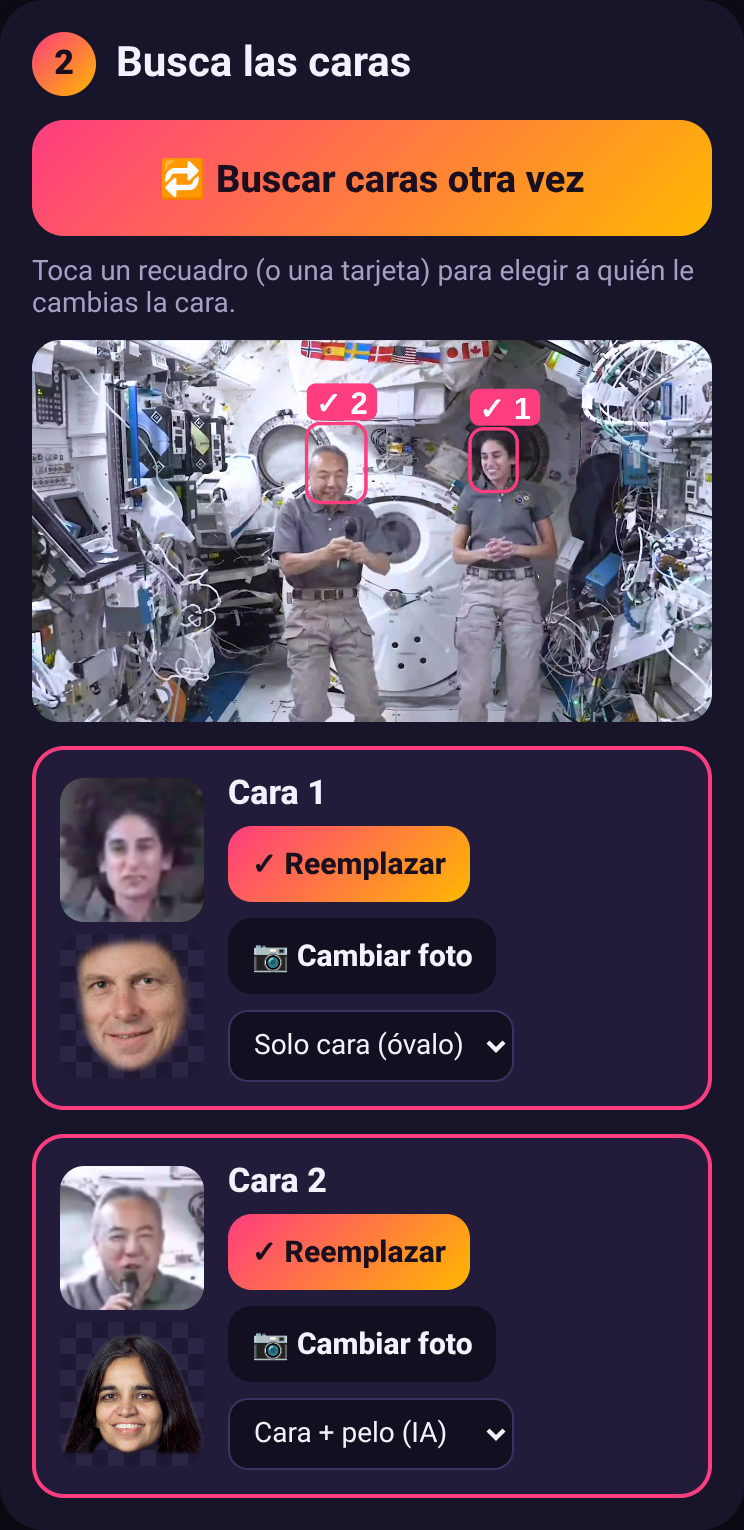 2 Busca las caras
🔁 Buscar caras otra vez
Toca un recuadro (o una tarjeta) para elegir a quién le
cambias la cara.
✓ 2
✓ 1
Cara 1
✓ Reemplazar
📷 Cambiar foto
Solo cara (óvalo)
Cara 2
✓ Reemplazar
📷 Cambiar foto
Cara + pelo (IA)